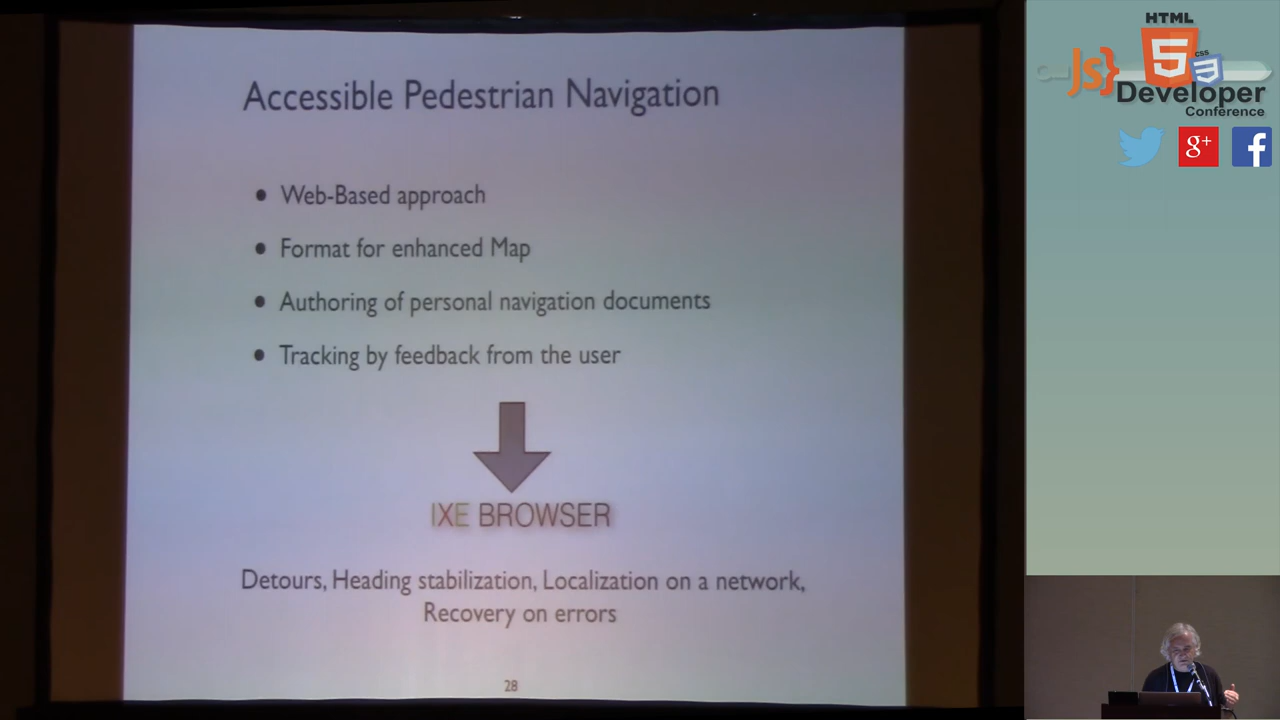 Accessible Pedestrian Navigation
• Web-Based approach
• Format for enhanced Map
• Authoring of personal navigation documents
• Tracking by feedback from the user
IXE BROWSER
Detours, Heading stabilization, Localization on a network,
Recovery on errors
28
HTML
5
JS}
CSS
3
Developer
Conference
g+
f